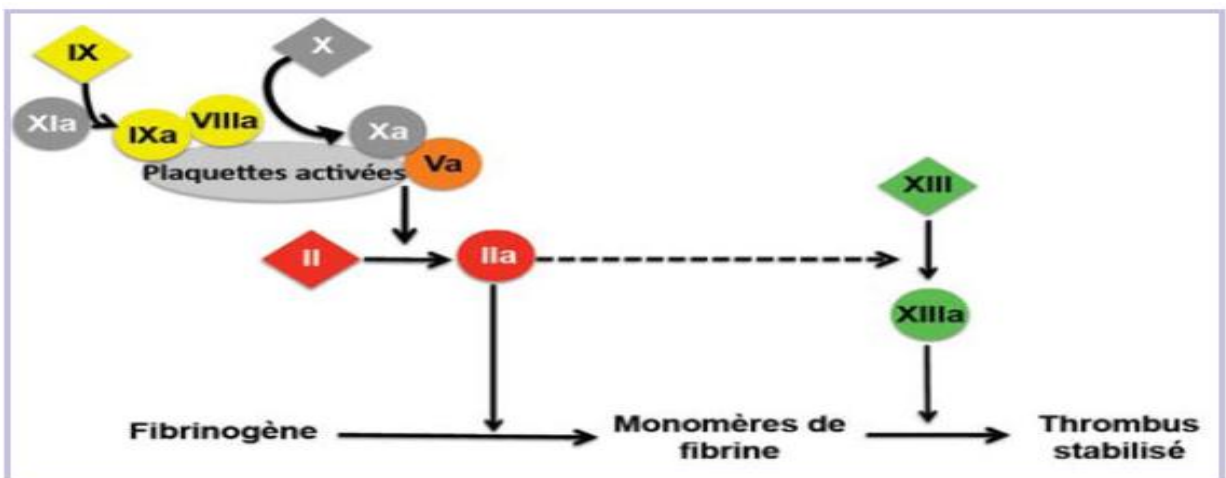 IX
X
XIa
IXa
VIIIa
Xa
Va
Plaquettes activées
XIII
II
IIa
XIIIa
Fibrinogène
Monomères de
fibrine
Thrombus
stabilisé